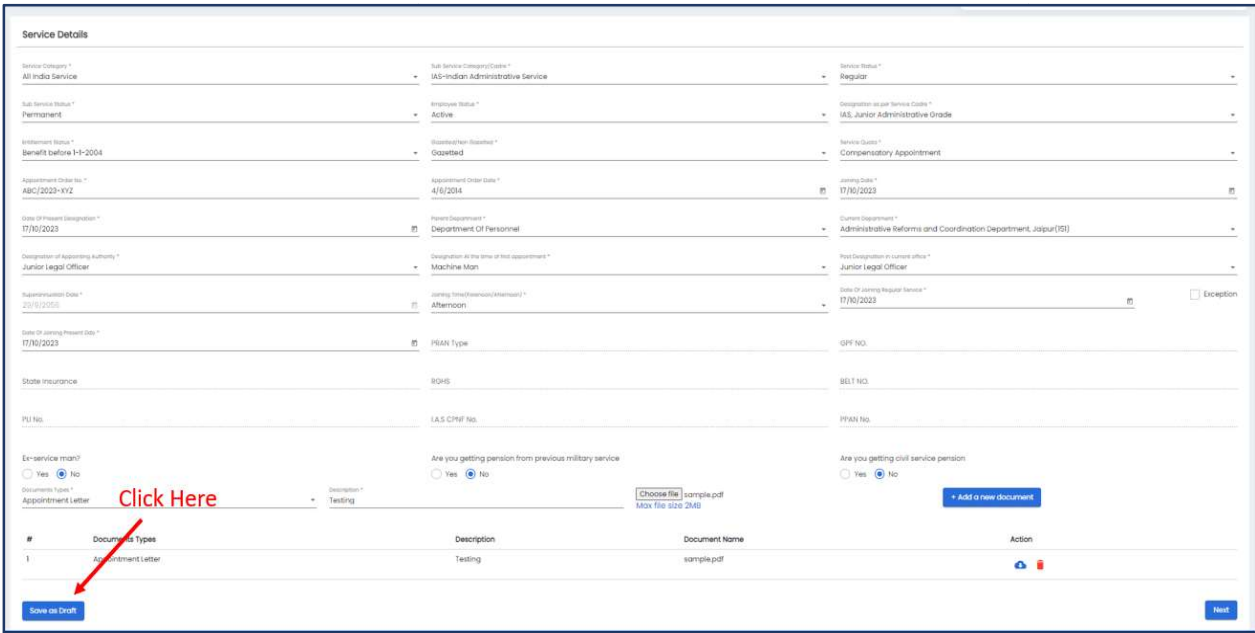 Service Details
Service Category * Sub Service Category/Cadre * Service Status *
All India Service IAS-Indian Administrative Service Regular
Sub Service Status * Employee Status * Designation as per Service Cadre *
Permanent Active IAS, Junior Administrative Grade
Entitlement Status * Gazetted/Non Gazetted * Service Quota *
Benefit before 1-1-2004 Gazetted Compensatory Appointment
Appointment Order No. * Appointment Order Date * Joining Date *
ABC/2023-XYZ 4/6/2014 17/10/2023
Date Of Present Designation * Parent Department * Current Department *
17/10/2023 Department Of Personnel Administrative Reforms and Coordination Department, Jaipur(151)
Designation of Appointing Authority * Designation At the time of first appointment * Post Designation in current office *
Junior Legal Officer Machine Man Junior Legal Officer
Superannuation Date * Joining Time(Forenoon/Afternoon) * Date Of Joining Regular Service *
Afternoon 17/10/2023 Exception
Date Of Joining Present Ddo *
17/10/2023 PRAN Type GPF NO.
State Insurance RGHS BELT NO.
PLI No. I.A.S CPNF No. PPAN No.
Ex-service man? Are you getting pension from previous military service Are you getting civil service pension
Yes No Yes No Yes No
Documents Types * Description *
Appointment Letter Click Here Testing Choose file sample.pdf + Add a new document
Max file size 2MB
# Documents Types Description Document Name Action
1 Appointment Letter Testing sample.pdf
Save as Draft Next